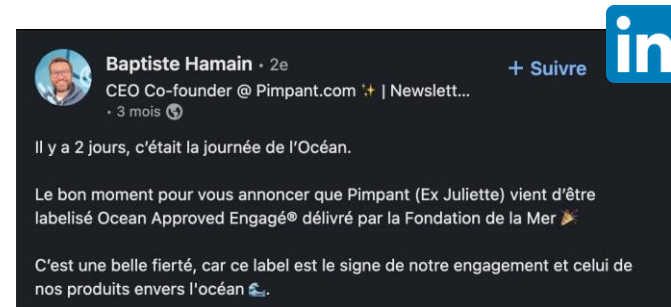 in
Baptiste Hamain · 2e
+ Suivre
CEO Co-founder @ Pimpant.com ✨ | Newslett...
· 3 mois
Il y a 2 jours, c’était la journée de l’Océan.
Le bon moment pour vous annoncer que Pimpant (Ex Juliette) vient d’être
labelisé Ocean Approved Engagé® délivré par la Fondation de la Mer 🎉
C’est une belle fierté, car ce label est le signe de notre engagement et celui de
nos produits envers l'océan 🌊.